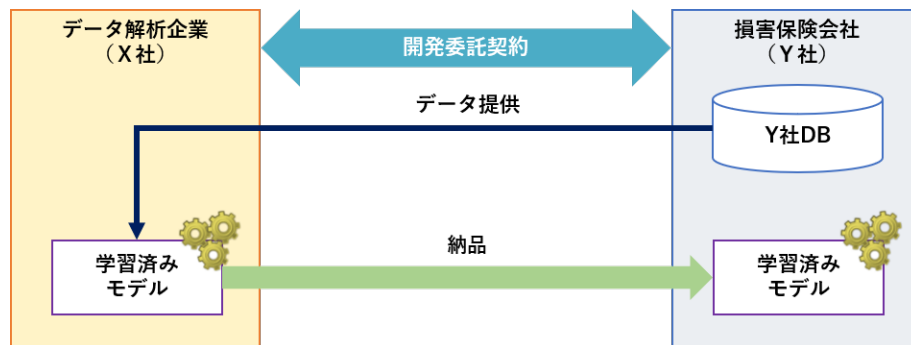 データ解析企業
（Ｘ社）
開発委託契約
損害保険会社
（Ｙ社）
データ提供
Y社DB
学習済み
モデル
納品
学習済み
モデル